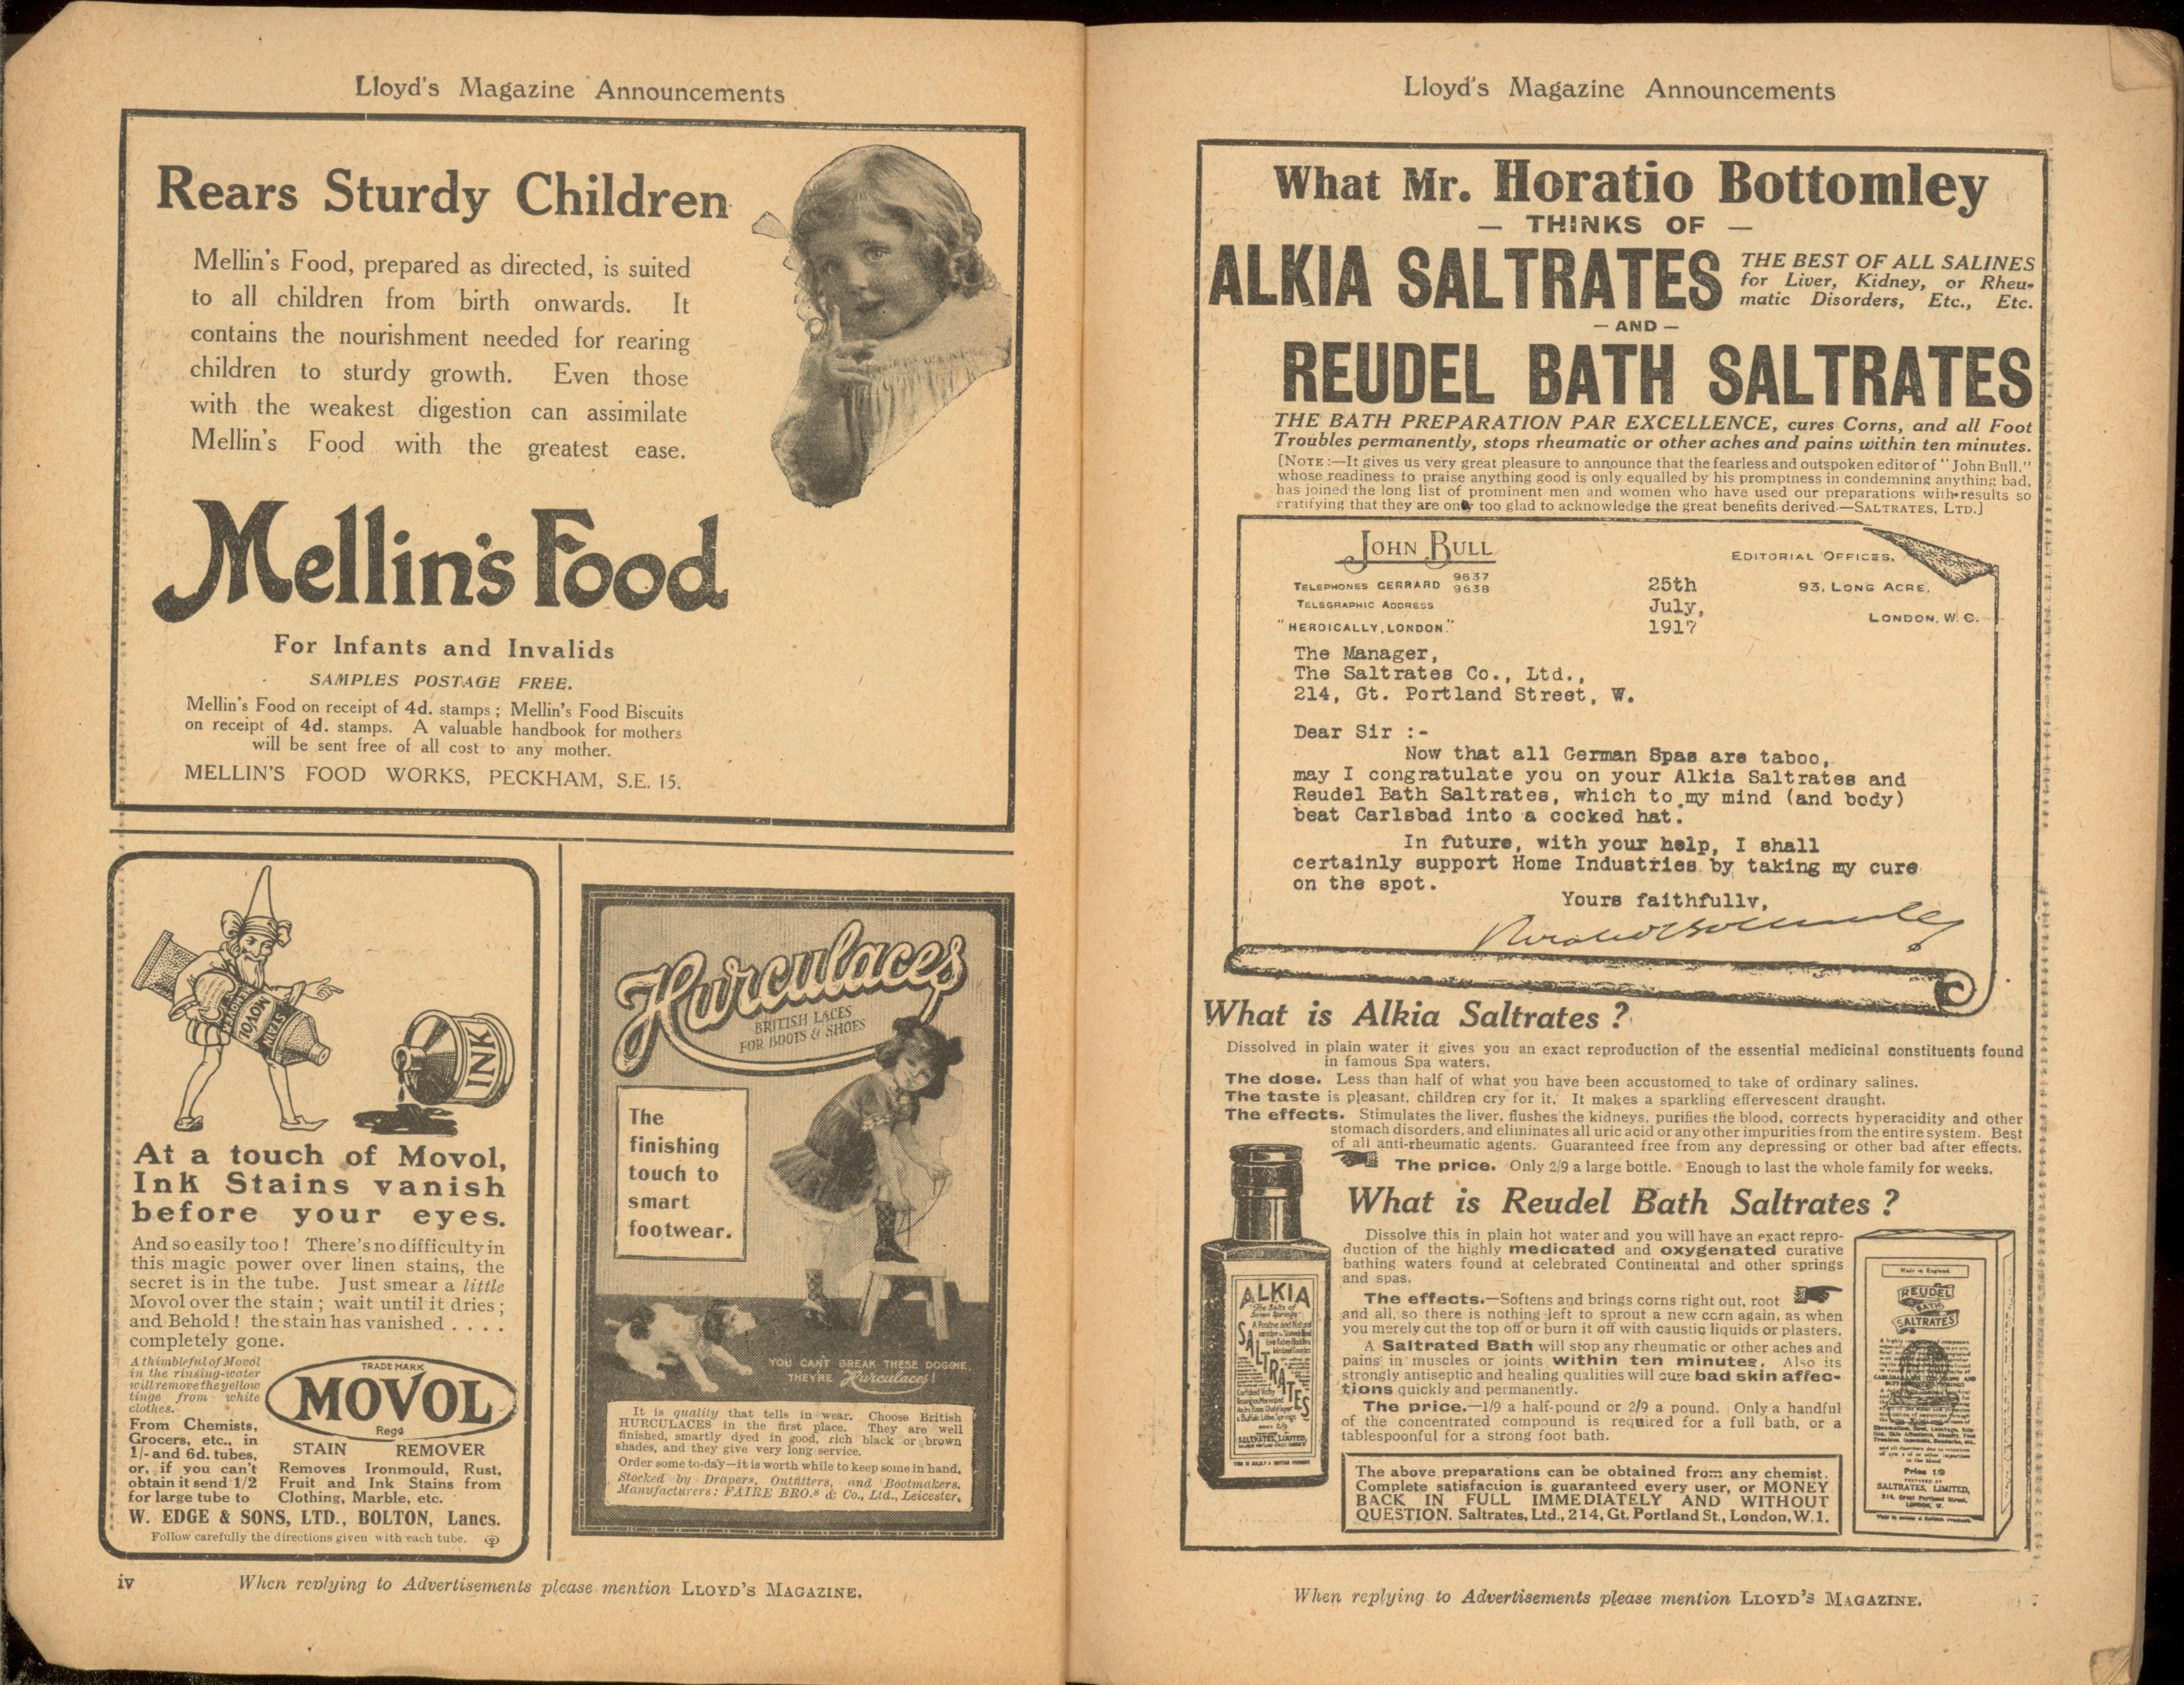 Lloyd's Magazine Announcements
Rears Sturdy Children
Mellin's Food, prepared as directed, is suited
to all children from birth onwards. It
contains the nourishment needed for rearing
children to sturdy growth. Even those
with the weakest digestion can assimilate
Mellin's Food with the greatest ease.
Mellin's Food
For Infants and Invalids
SAMPLES POSTAGE FREE.
Mellin's Food on receipt of 4d. stamps; Mellin's Food Biscuits
on receipt of 4d. stamps. A valuable handbook for mothers
will be sent free of all cost to any mother.
MELLIN'S FOOD WORKS, PECKHAM, S.E. 15.
MOVOL
STAIN
INK
At a touch of Movol,
Ink Stains vanish
before your eyes.
And so easily too! There's no difficulty in
this magic power over linen stains, the
secret is in the tube. Just smear a little
Movol over the stain; wait until it dries;
and Behold! the stain has vanished . . . .
completely gone.
A thimbleful of Movol
in the rinsing-water
will remove the yellow
tinge from white
clothes.
From Chemists,
Grocers, etc., in
1/- and 6d. tubes,
or, if you can't
obtain it send 1/2
for large tube to
TRADE MARK
MOVOL
Regd
STAIN REMOVER
Removes Ironmould, Rust,
Fruit and Ink Stains from
Clothing, Marble, etc.
W. EDGE & SONS, LTD., BOLTON, Lancs.
Follow carefully the directions given with each tube.
Hurculaces
BRITISH LACES
FOR BOOTS & SHOES
The
finishing
touch to
smart
footwear.
YOU CAN'T BREAK THESE DOGGIE,
THEY'RE Hurculaces!
It is quality that tells in wear. Choose British
HURCULACES in the first place. They are well
finished, smartly dyed in good, rich black or brown
shades, and they give very long service.
Order some to-day—it is worth while to keep some in hand.
Stocked by Drapers, Outfitters, and Bootmakers.
Manufacturers: FAIRE BRO.s & Co., Ltd., Leicester.
iv
When replying to Advertisements please mention LLOYD'S MAGAZINE.
Lloyd's Magazine Announcements
What Mr. Horatio Bottomley
— THINKS OF —
ALKIA SALTRATES
THE BEST OF ALL SALINES
for Liver, Kidney, or Rheu-
matic Disorders, Etc., Etc.
— AND —
REUDEL BATH SALTRATES
THE BATH PREPARATION PAR EXCELLENCE, cures Corns, and all Foot
Troubles permanently, stops rheumatic or other aches and pains within ten minutes.
[NOTE:—It gives us very great pleasure to announce that the fearless and outspoken editor of "John Bull."
whose readiness to praise anything good is only equalled by his promptness in condemning anything bad,
has joined the long list of prominent men and women who have used our preparations with results so
gratifying that they are only too glad to acknowledge the great benefits derived—SALTRATES, LTD.]
JOHN BULL
TELEPHONES GERRARD 9637
9638
TELEGRAPHIC ADDRESS
"HEROICALLY, LONDON."
25th
July,
1917
EDITORIAL OFFICES,
93, LONG ACRE,
LONDON, W.C.
The Manager,
The Saltrates Co., Ltd.,
214, Gt. Portland Street, W.
Dear Sir :-
Now that all German Spas are taboo,
may I congratulate you on your Alkia Saltrates and
Reudel Bath Saltrates, which to my mind (and body)
beat Carlsbad into a cocked hat.
In future, with your help, I shall
certainly support Home Industries by taking my cure
on the spot.
Yours faithfully,
Horatio Bottomley
What is Alkia Saltrates?
Dissolved in plain water it gives you an exact reproduction of the essential medicinal constituents found
in famous Spa waters.
The dose. Less than half of what you have been accustomed to take of ordinary salines.
The taste is pleasant, children cry for it. It makes a sparkling effervescent draught.
The effects. Stimulates the liver, flushes the kidneys, purifies the blood, corrects hyperacidity and other
stomach disorders, and eliminates all uric acid or any other impurities from the entire system. Best
of all anti-rheumatic agents. Guaranteed free from any depressing or other bad after effects.
The price. Only 2/9 a large bottle. Enough to last the whole family for weeks.
What is Reudel Bath Saltrates?
Dissolve this in plain hot water and you will have an exact repro-
duction of the highly medicated and oxygenated curative
bathing waters found at celebrated Continental and other springs
and spas.
The effects.—Softens and brings corns right out, root
and all, so there is nothing left to sprout a new corn again, as when
you merely cut the top off or burn it off with caustic liquids or plasters.
A Saltrated Bath will stop any rheumatic or other aches and
pains in muscles or joints within ten minutes. Also its
strongly antiseptic and healing qualities will cure bad skin affec-
tions quickly and permanently.
The price.—1/9 a half-pound or 2/9 a pound. Only a handful
of the concentrated compound is required for a full bath, or a
tablespoonful for a strong foot bath.
The above preparations can be obtained from any chemist.
Complete satisfaction is guaranteed every user, or MONEY
BACK IN FULL IMMEDIATELY AND WITHOUT
QUESTION. Saltrates, Ltd., 214, Gt. Portland St., London, W.1.
ALKIA
SALTRATES
SALTRATES, LIMITED,
Made in England
REUDEL
BATH
SALTRATES
Price 1/9
PREPARED BY
SALTRATES, LIMITED,
214, Great Portland Street,
LONDON, W.
When replying to Advertisements please mention LLOYD'S MAGAZINE.